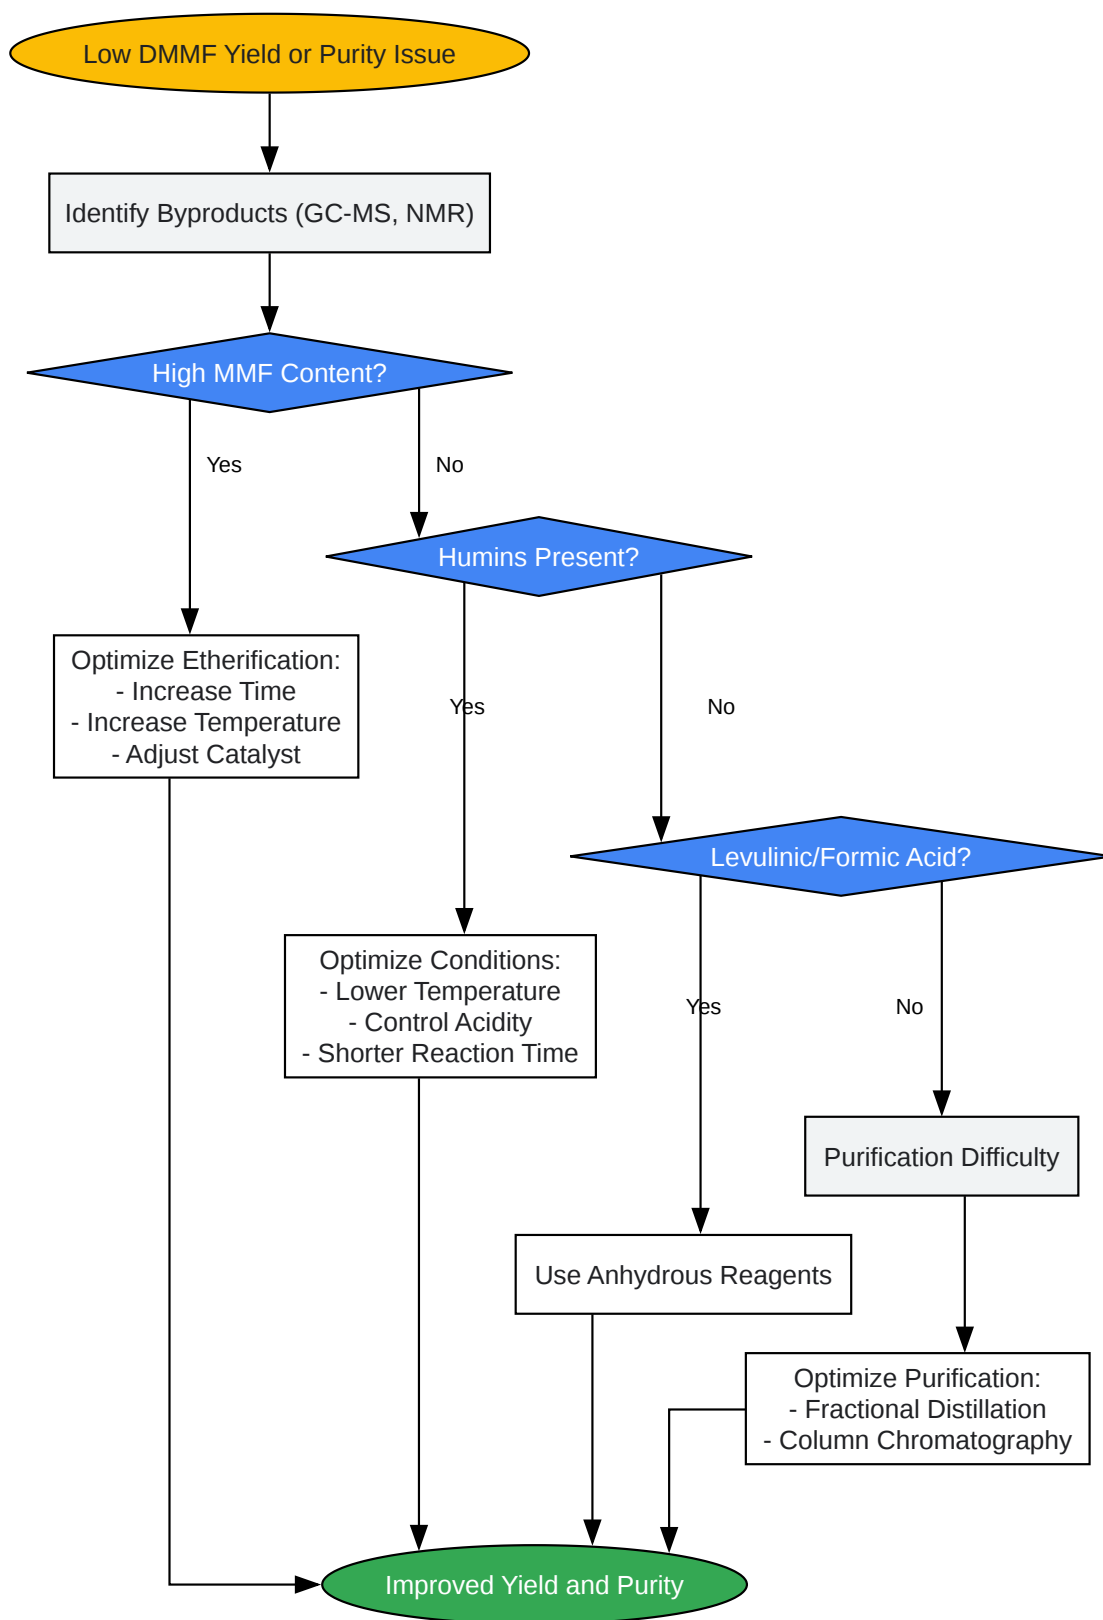 Low DMMF Yield or Purity Issue
Identify Byproducts (GC-MS, NMR)
High MMF Content?
Yes
No
Humins Present?
Optimize Etherification:
- Increase Time
- Increase Temperature
- Adjust Catalyst
Yes
No
Levulinic/Formic Acid?
Optimize Conditions:
- Lower Temperature
- Control Acidity
- Shorter Reaction Time
Yes
No
Purification Difficulty
Use Anhydrous Reagents
Optimize Purification:
- Fractional Distillation
- Column Chromatography
Improved Yield and Purity